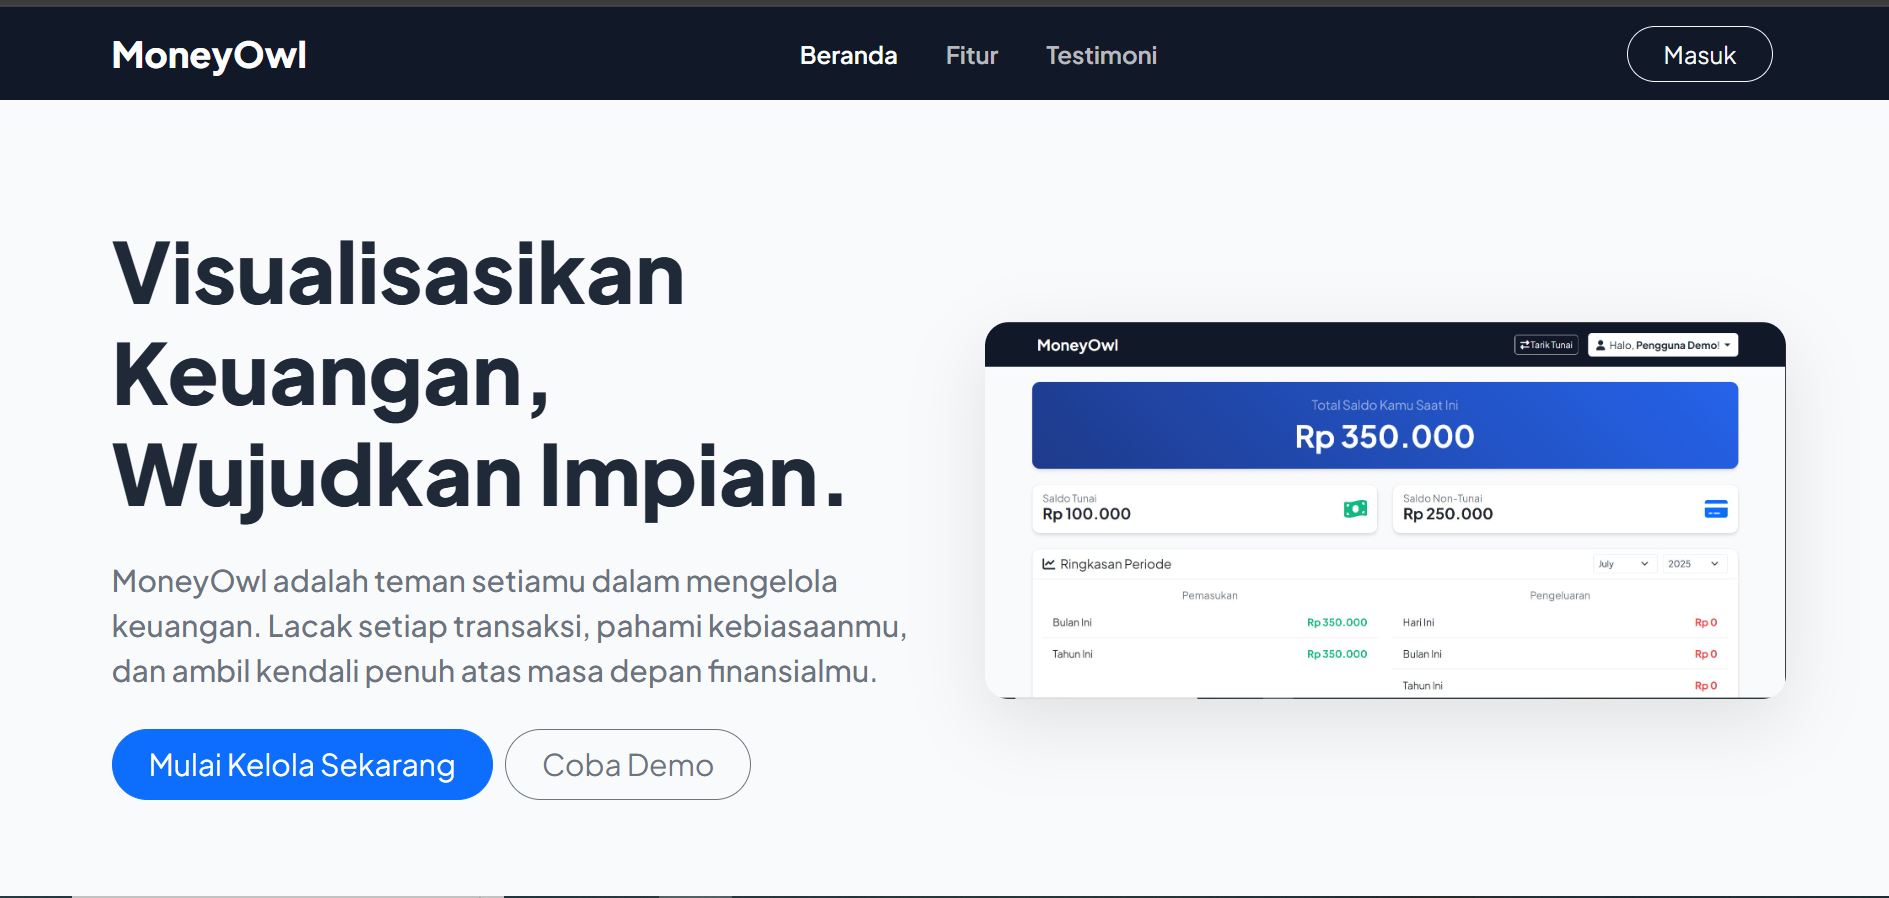 MoneyOwl
Beranda Fitur Testimoni
Masuk
Visualisasikan
Keuangan,
Wujudkan Impian.
MoneyOwl adalah teman setiamu dalam mengelola
keuangan. Lacak setiap transaksi, pahami kebiasaanmu,
dan ambil kendali penuh atas masa depan finansialmu.
Mulai Kelola Sekarang
Coba Demo
MoneyOwl
Tarik Tunai
Halo, Pengguna Demo!
Total Saldo Kamu Saat Ini
Rp 350.000
Saldo Tunai
Rp 100.000
Saldo Non-Tunai
Rp 250.000
Ringkasan Periode
July
2025
Pemasukan
Bulan Ini Rp 350.000
Tahun Ini Rp 350.000
Pengeluaran
Hari Ini Rp 0
Bulan Ini Rp 0
Tahun Ini Rp 0